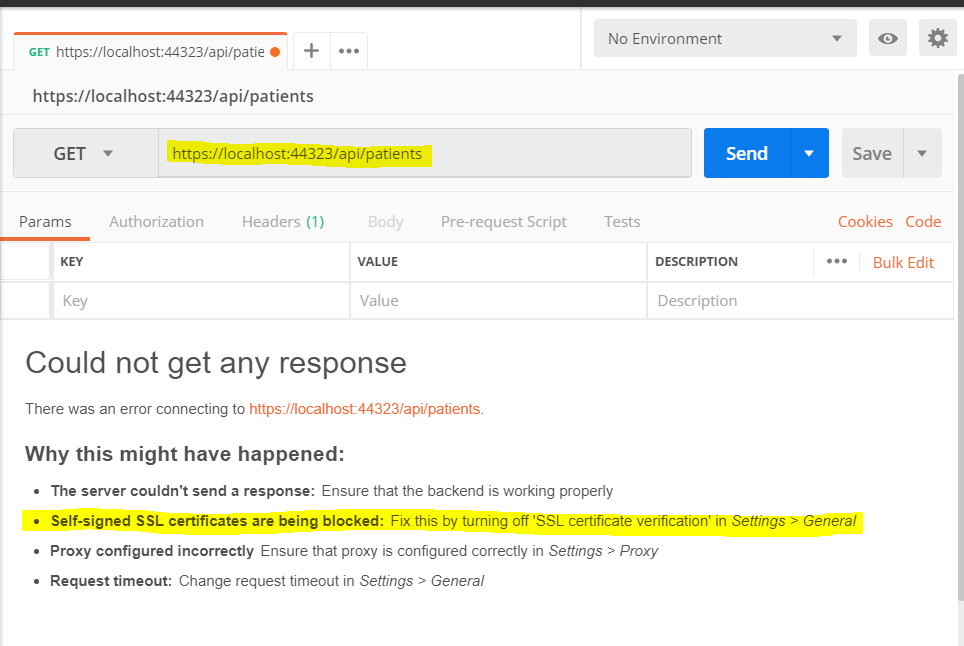 GET https://localhost:44323/api/patie
No Environment
https://localhost:44323/api/patients
GET https://localhost:44323/api/patients Send Save
Params Authorization Headers (1) Body Pre-request Script Tests Cookies Code
KEY VALUE DESCRIPTION Bulk Edit
Key Value Description
Could not get any response
There was an error connecting to https://localhost:44323/api/patients.
Why this might have happened:
• The server couldn't send a response: Ensure that the backend is working properly
• Self-signed SSL certificates are being blocked: Fix this by turning off 'SSL certificate verification' in Settings > General
• Proxy configured incorrectly Ensure that proxy is configured correctly in Settings > Proxy
• Request timeout: Change request timeout in Settings > General